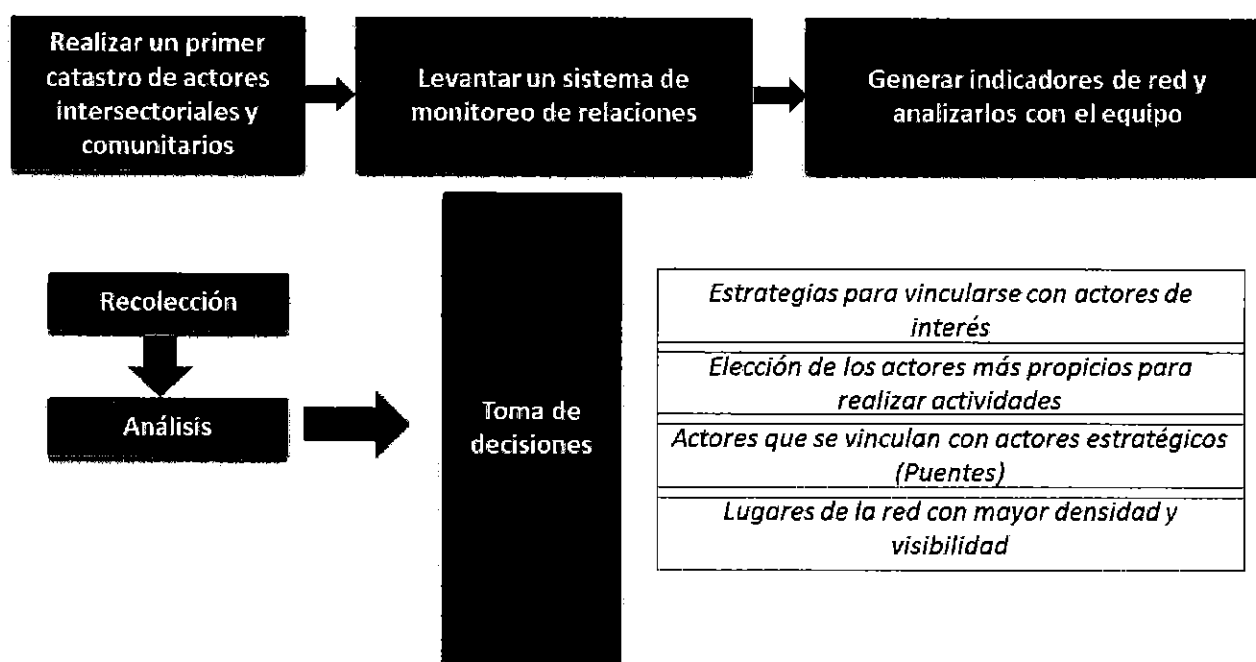 Realizar un primer
catastro de actores
intersectoriales y
comunitarios
Levantar un sistema de
monitoreo de relaciones
Generar indicadores de red y
analizarlos con el equipo
Recolección
Análisis
Toma de
decisiones
Estrategias para vincularse con actores de
interés
Elección de los actores más propicios para
realizar actividades
Actores que se vinculan con actores estratégicos
(Puentes)
Lugares de la red con mayor densidad y
visibilidad